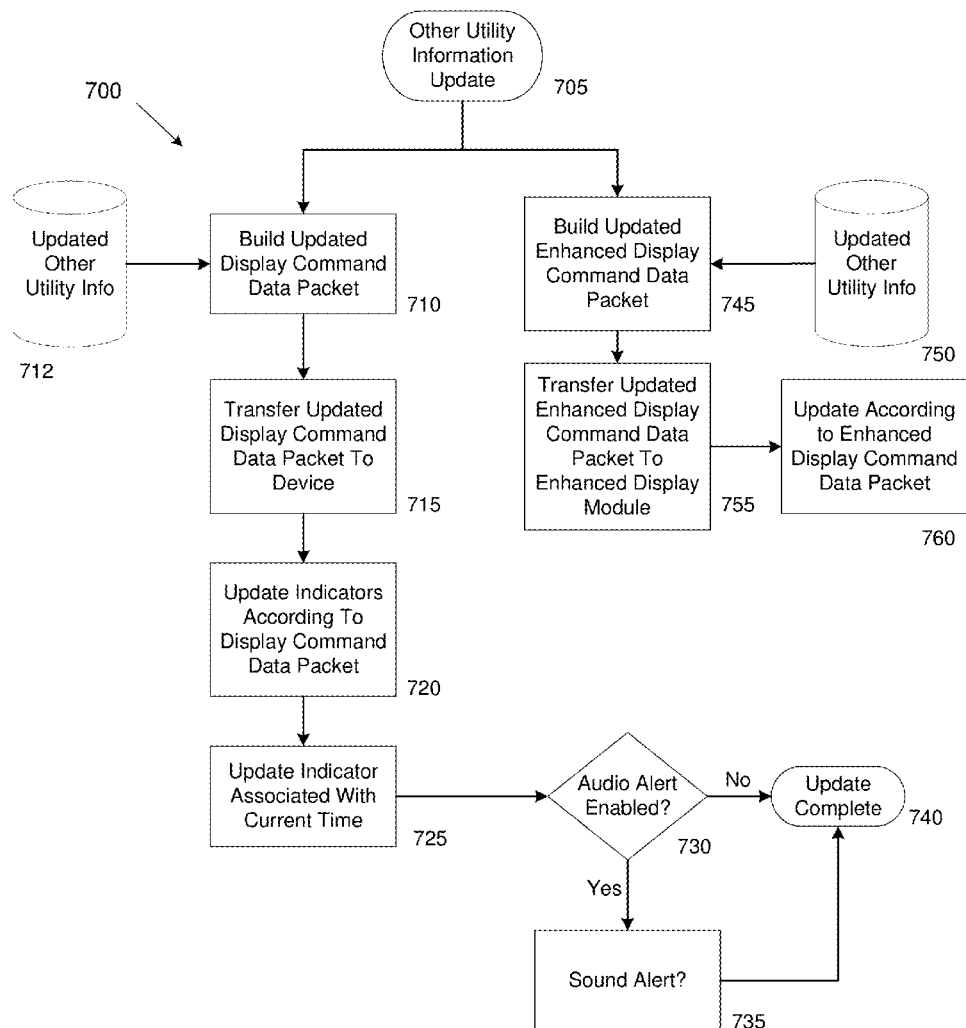 Other Utility
Information
Update
705
700
Updated
Other
Utility Info
712
Build Updated
Display Command
Data Packet
710
Build Updated
Enhanced Display
Command Data
Packet
745
Updated
Other
Utility Info
750
Transfer Updated
Display Command
Data Packet To
Device
715
Transfer Updated
Enhanced Display
Command Data
Packet To
Enhanced Display
Module
755
Update According
to Enhanced
Display Command
Data Packet
760
Update Indicators
According To
Display Command
Data Packet
720
Update Indicator
Associated With
Current Time
725
Audio Alert
Enabled?
730
No
Update
Complete
740
Yes
Sound Alert?
735